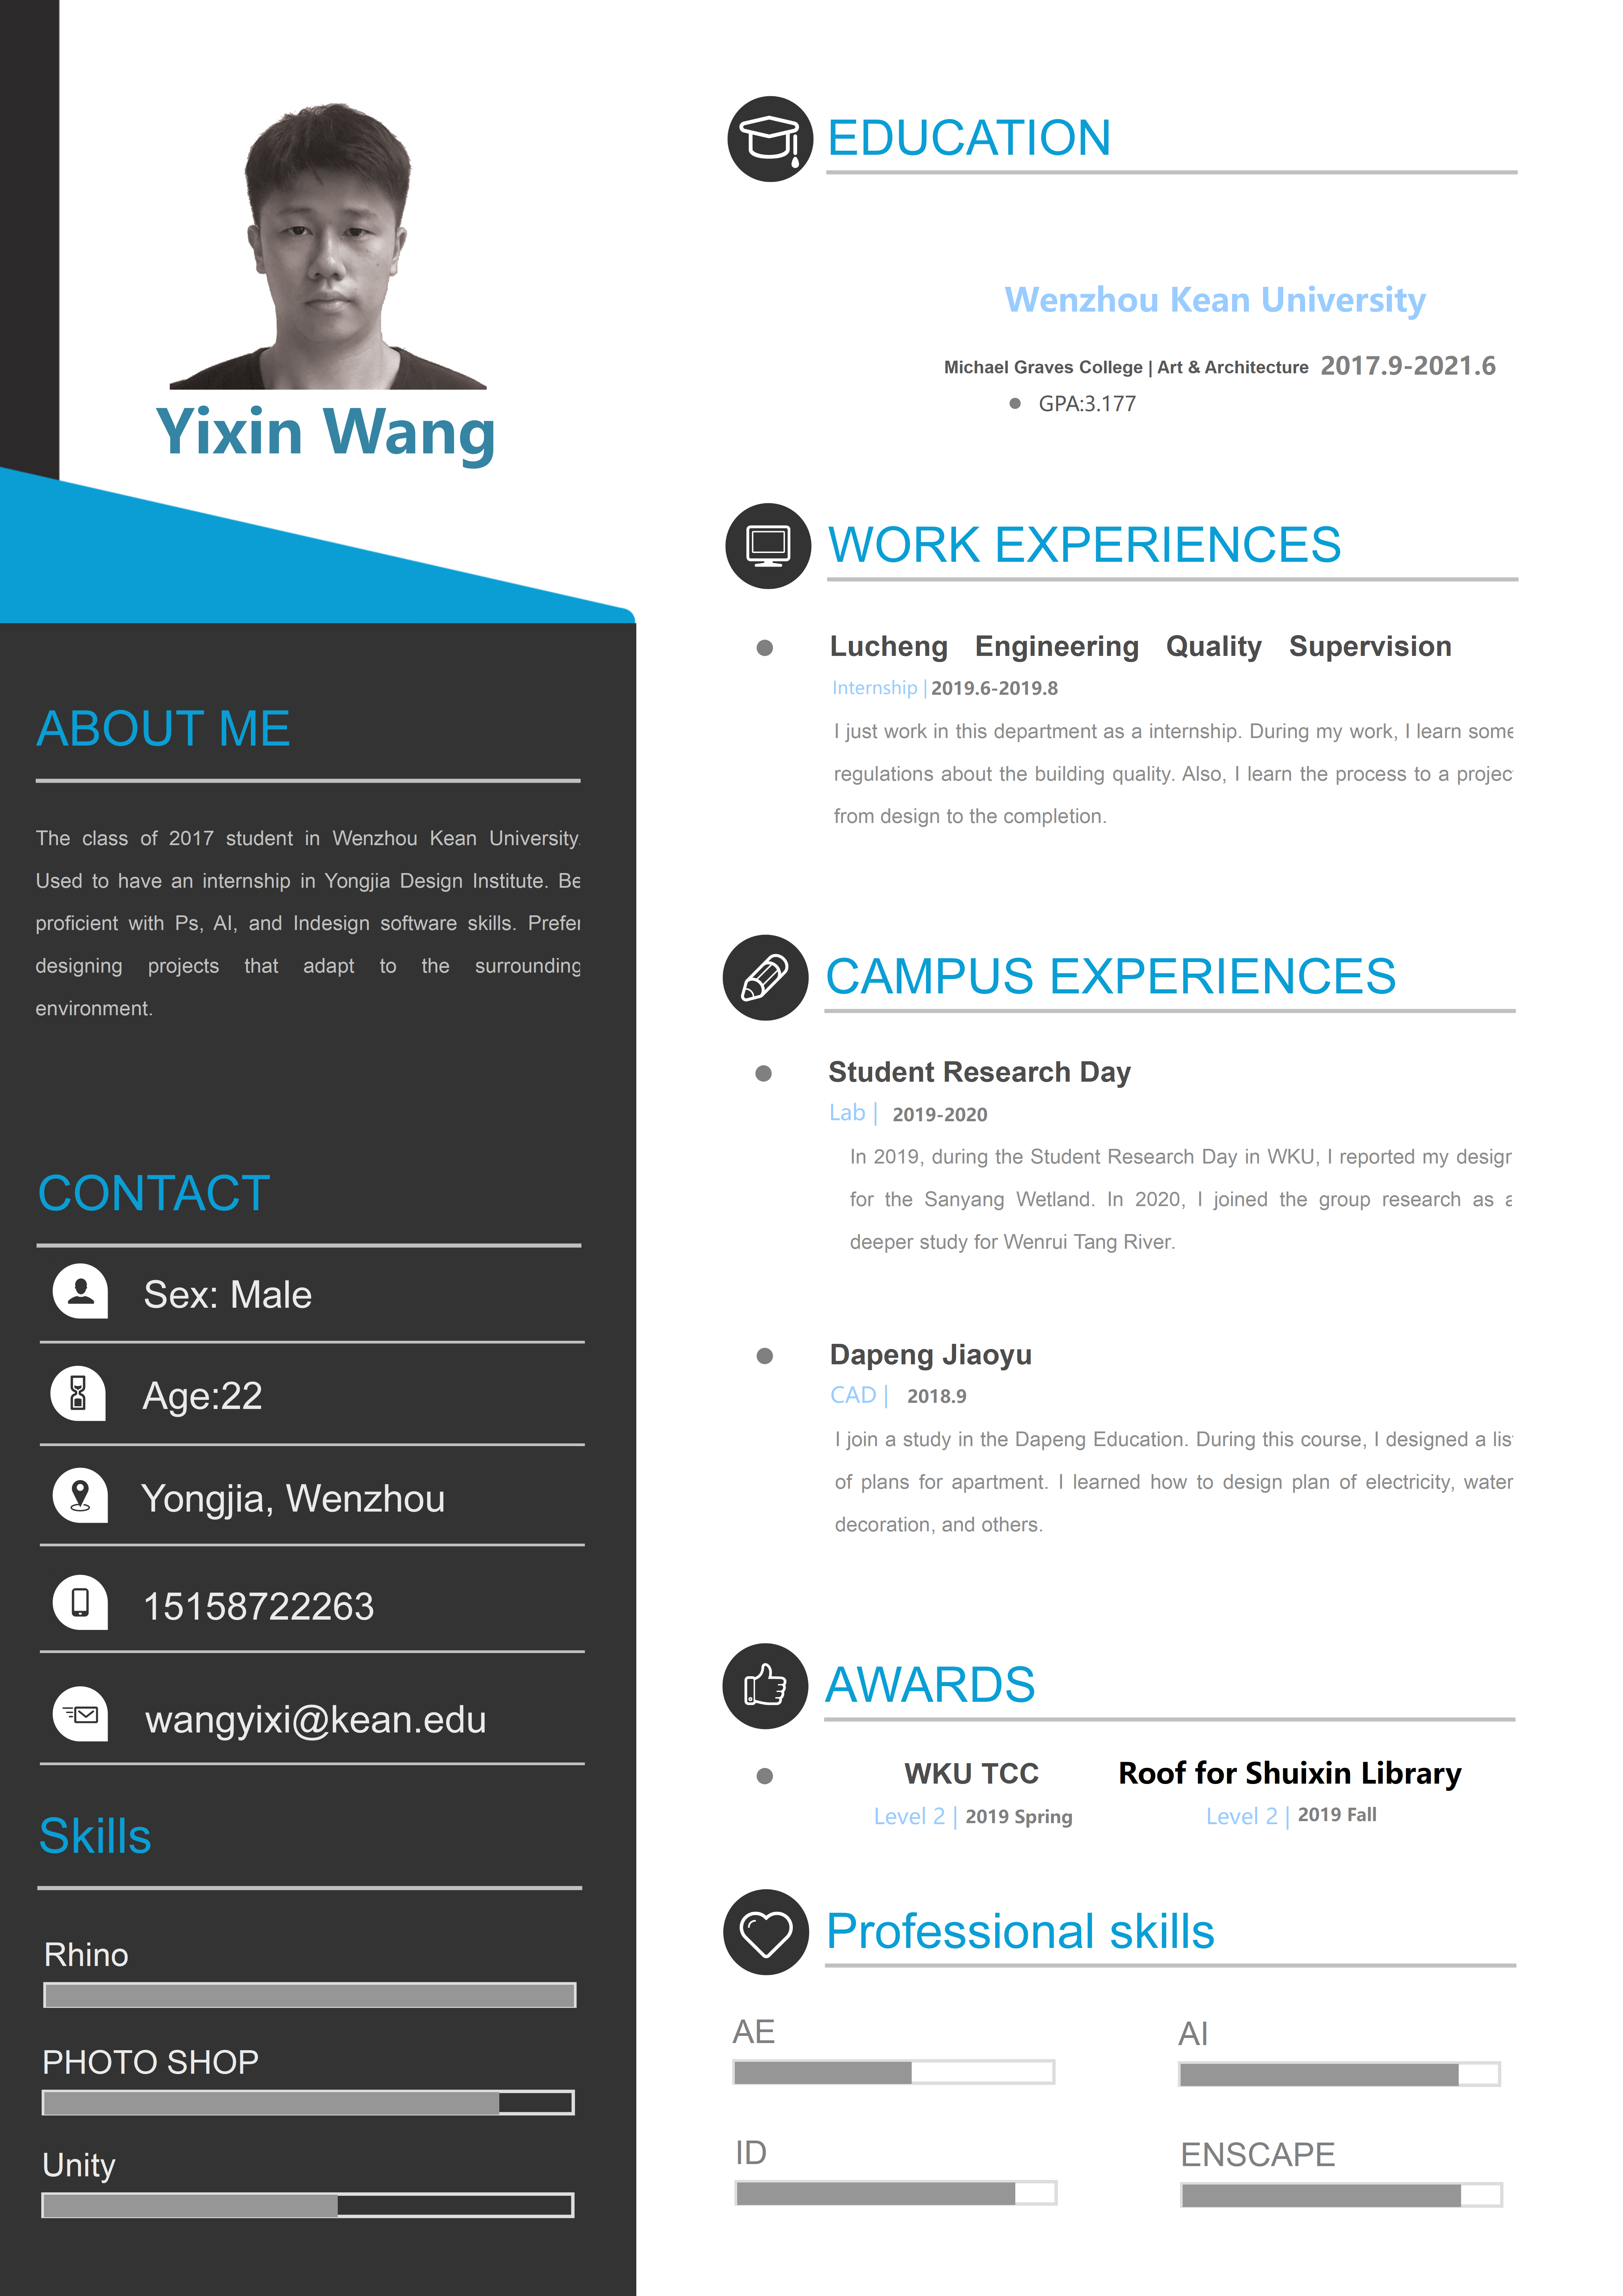 Yixin Wang
ABOUT ME
The class of 2017 student in Wenzhou Kean University.
Used to have an internship in Yongjia Design Institute. Be
proficient with Ps, AI, and Indesign software skills. Prefer
designing projects that adapt to the surrounding
environment.
CONTACT
Sex: Male
Age:22
Yongjia, Wenzhou
15158722263
wangyixi@kean.edu
Skills
Rhino
PHOTO SHOP
Unity
EDUCATION
Wenzhou Kean University
Michael Graves College | Art & Architecture 2017.9-2021.6
GPA:3.177
WORK EXPERIENCES
Lucheng Engineering Quality Supervision
Internship | 2019.6-2019.8
I just work in this department as a internship. During my work, I learn some
regulations about the building quality. Also, I learn the process to a projec
from design to the completion.
CAMPUS EXPERIENCES
Student Research Day
Lab | 2019-2020
In 2019, during the Student Research Day in WKU, I reported my design
for the Sanyang Wetland. In 2020, I joined the group research as a
deeper study for Wenrui Tang River.
Dapeng Jiaoyu
CAD | 2018.9
I join a study in the Dapeng Education. During this course, I designed a lis
of plans for apartment. I learned how to design plan of electricity, water
decoration, and others.
AWARDS
WKU TCC Roof for Shuixin Library
Level 2 | 2019 Spring Level 2 | 2019 Fall
Professional skills
AE AI
ID ENSCAPE